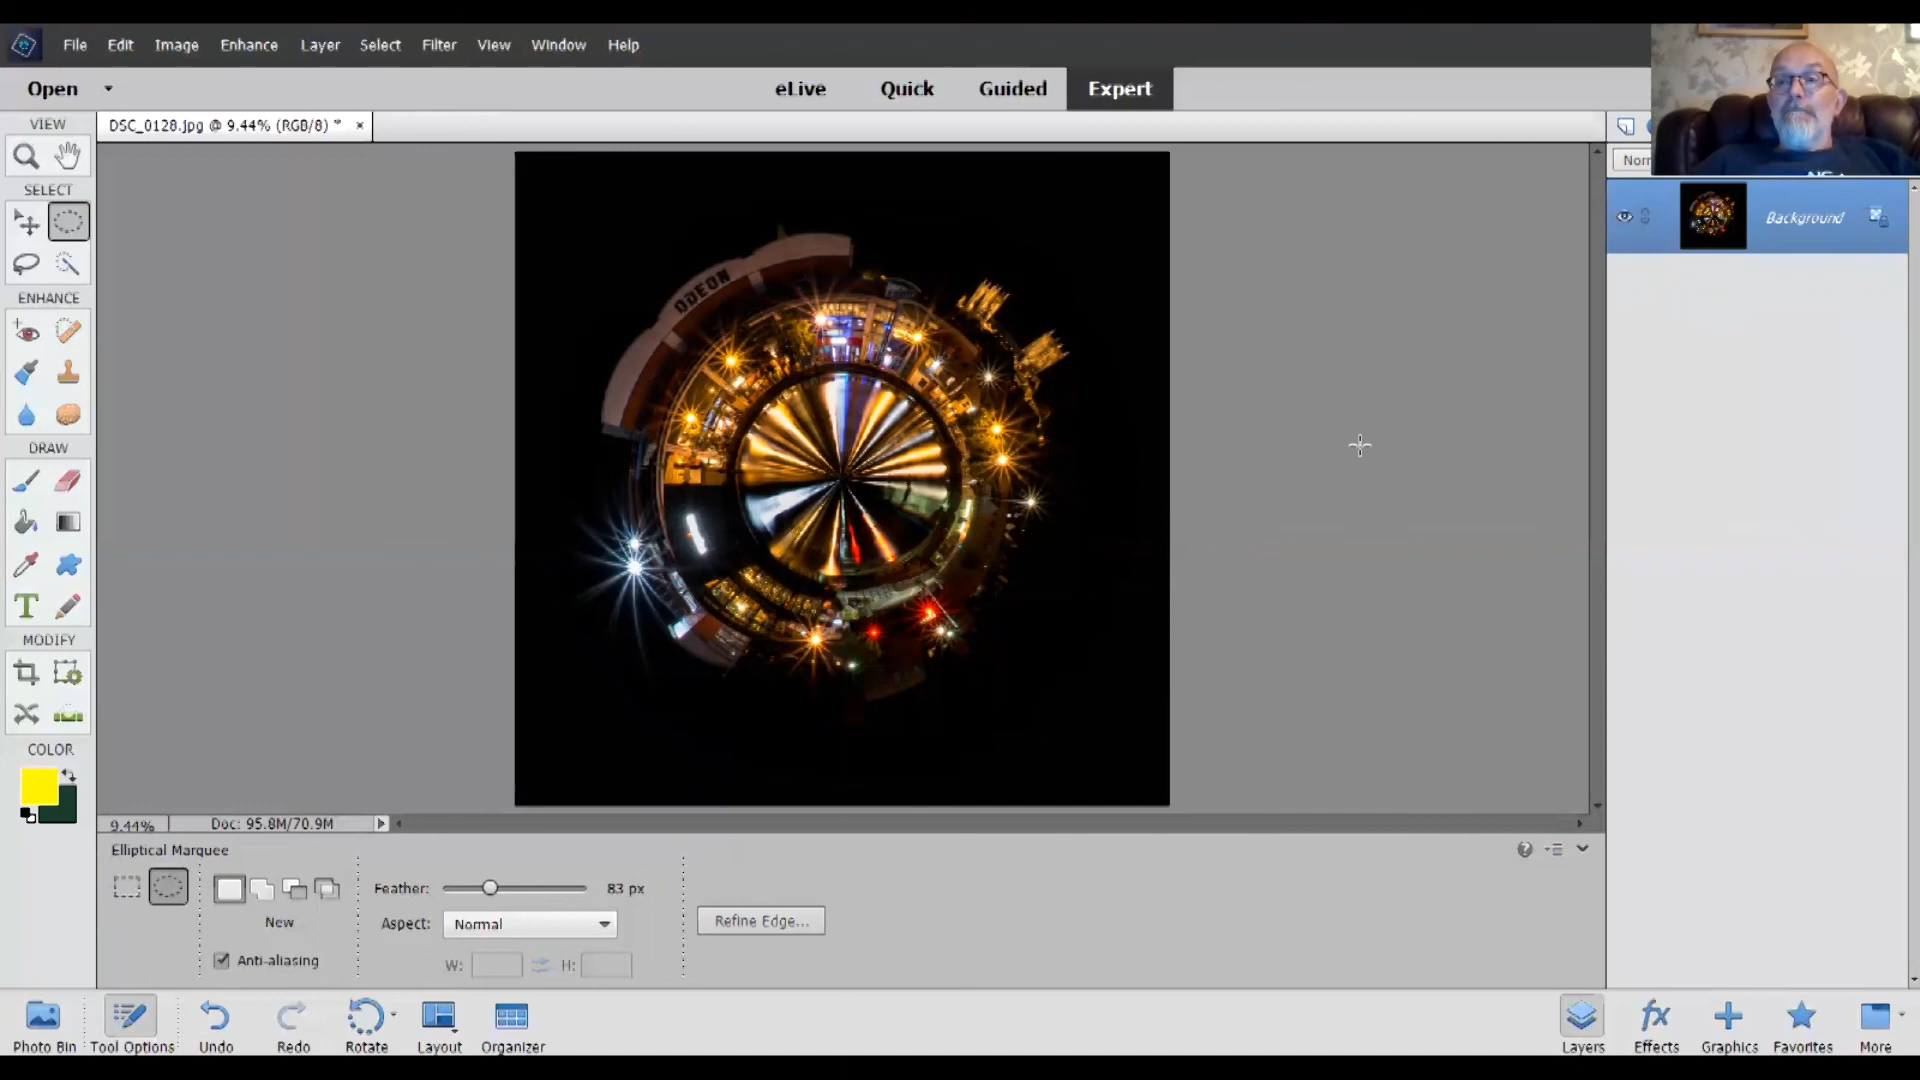 File Edit Image Enhance Layer Select Filter View Window Help
Open eLive Quick Guided Expert
VIEW DSC_0128.jpg @ 9.44% (RGB/8) * ×
SELECT
Background
ENHANCE
ODEON
DRAW
T
MODIFY
COLOR
9.44% Doc: 95.8M/70.9M
Elliptical Marquee
Feather: 83 px
New Aspect: Normal Refine Edge...
Anti-aliasing W: H:
Photo Bin Tool Options Undo Redo Rotate Layout Organizer fx Layers Effects Graphics Favorites More